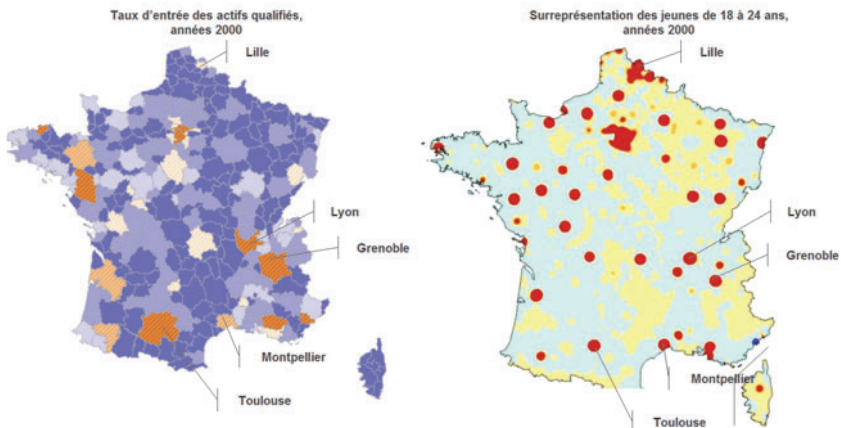 Taux d'entrée des actifs qualifiés,
années 2000
Lille
Lyon
Grenoble
Montpellier
Toulouse
Surreprésentation des jeunes de 18 à 24 ans,
années 2000
Lille
Lyon
Grenoble
Montpellier
Toulouse